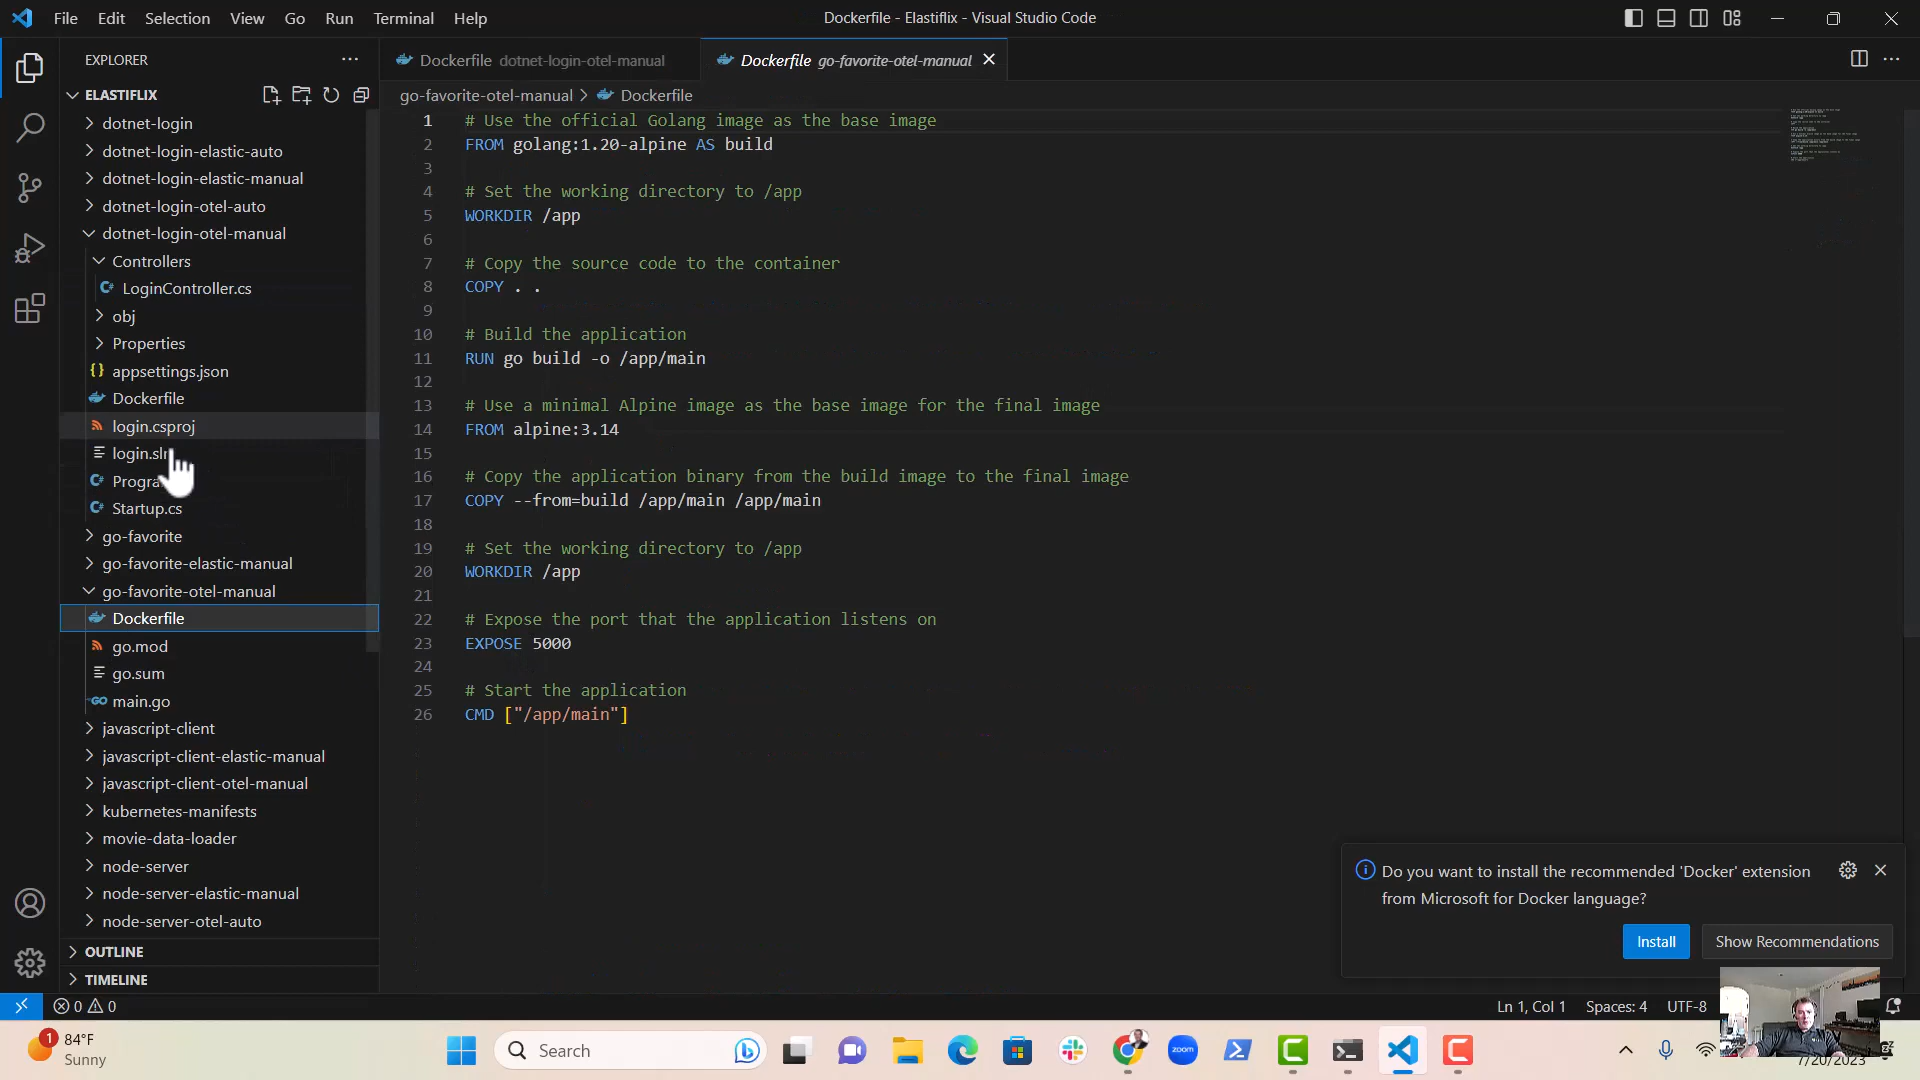 File Edit Selection View Go Run Terminal Help
Dockerfile - Elastiflix - Visual Studio Code
EXPLORER
Dockerfile dotnet-login-otel-manual
Dockerfile go-favorite-otel-manual
ELASTIFLIX
go-favorite-otel-manual > Dockerfile
dotnet-login
dotnet-login-elastic-auto
dotnet-login-elastic-manual
dotnet-login-otel-auto
dotnet-login-otel-manual
Controllers
LoginController.cs
obj
Properties
appsettings.json
Dockerfile
login.csproj
login.sln
Startup.cs
go-favorite
go-favorite-elastic-manual
go-favorite-otel-manual
Dockerfile
go.mod
go.sum
main.go
javascript-client
javascript-client-elastic-manual
javascript-client-otel-manual
kubernetes-manifests
movie-data-loader
node-server
node-server-elastic-manual
node-server-otel-auto
OUTLINE
TIMELINE
1 # Use the official Golang image as the base image
2 FROM golang:1.20-alpine AS build
3
4 # Set the working directory to /app
5 WORKDIR /app
6
7 # Copy the source code to the container
8 COPY . .
9
10 # Build the application
11 RUN go build -o /app/main
12
13 # Use a minimal Alpine image as the base image for the final image
14 FROM alpine:3.14
15
16 # Copy the application binary from the build image to the final image
17 COPY --from=build /app/main /app/main
18
19 # Set the working directory to /app
20 WORKDIR /app
21
22 # Expose the port that the application listens on
23 EXPOSE 5000
24
25 # Start the application
26 CMD ["/app/main"]
Do you want to install the recommended 'Docker' extension
from Microsoft for Docker language?
Install
Show Recommendations
0 0
Ln 1, Col 1 Spaces: 4 UTF-8
1 84°F
Sunny
Search
zoom
7/20/2023